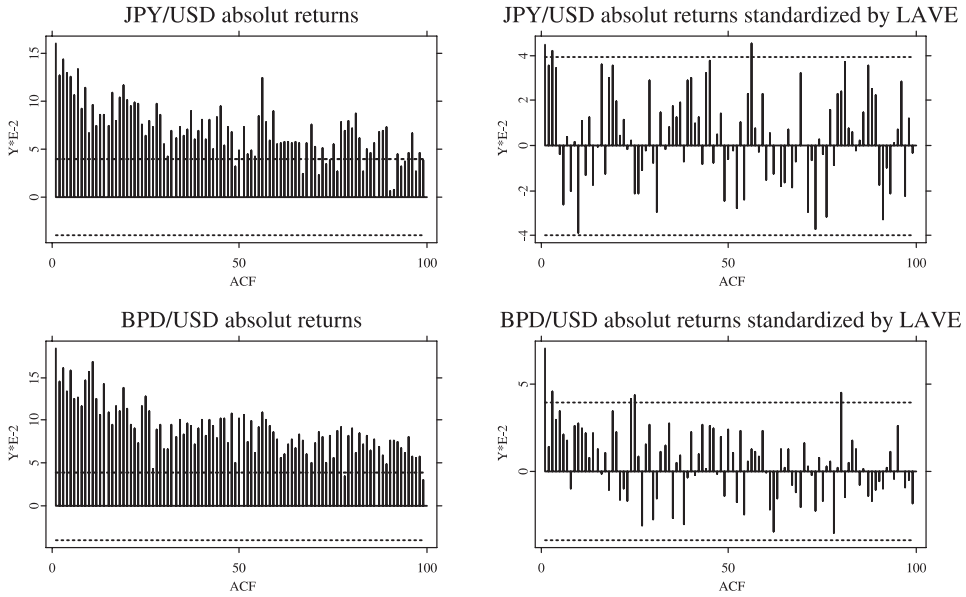 JPY/USD absolut returns
Y*E-2
0 5 10 15
0 50 100
ACF
JPY/USD absolut returns standardized by LAVE
Y*E-2
-4 -2 0 2 4
0 50 100
ACF
BPD/USD absolut returns
Y*E-2
0 5 10 15
0 50 100
ACF
BPD/USD absolut returns standardized by LAVE
Y*E-2
0 5
0 50 100
ACF